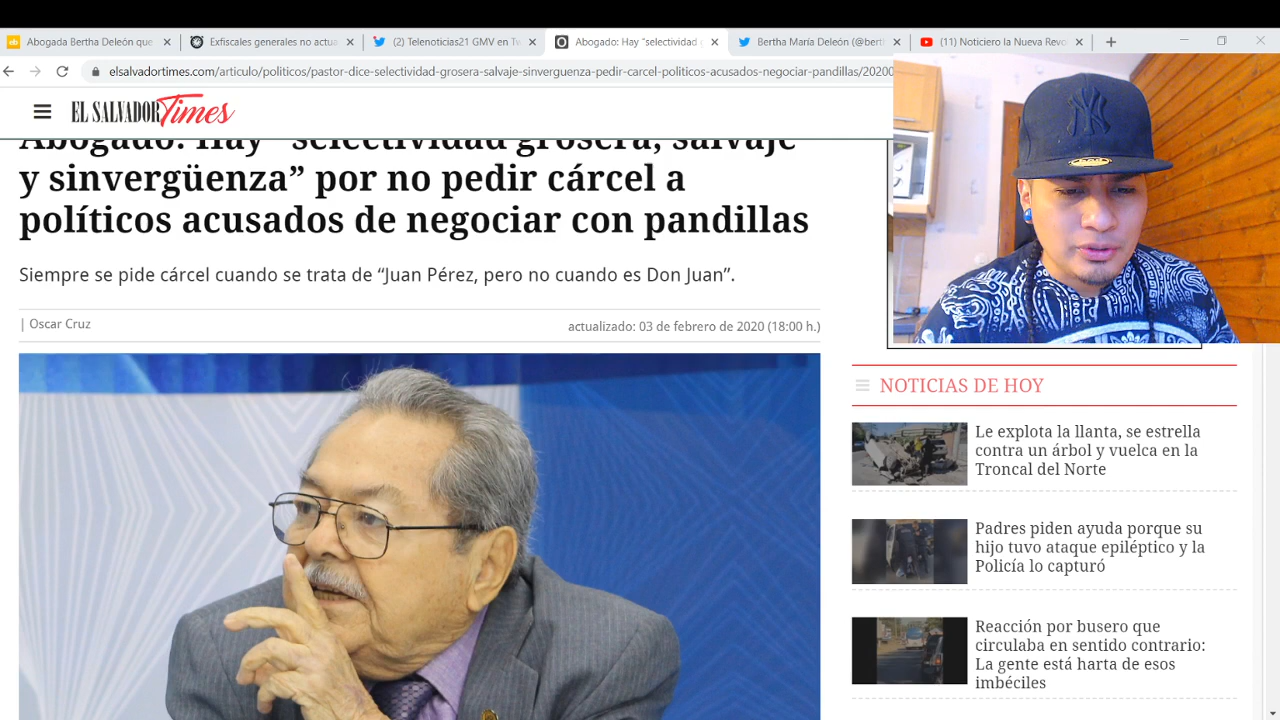 Abogada Bertha Deleón que
Exfiscales generales no actua
(2) Telenoticias21 GMV en Tw
Abogado: Hay "selectividad g
Bertha María Deleón (@bert
(11) Noticiero la Nueva Revo
elsalvadortimes.com/articulo/politicos/pastor-dice-selectividad-grosera-salvaje-sinverguenza-pedir-carcel-politicos-acusados-negociar-pandillas/20200
EL SALVADOR Times
Abogado: Hay “selectividad grosera, salvaje
y sinvergüenza” por no pedir cárcel a
políticos acusados de negociar con pandillas
Siempre se pide cárcel cuando se trata de “Juan Pérez, pero no cuando es Don Juan”.
| Oscar Cruz
actualizado: 03 de febrero de 2020 (18:00 h.)
NOTICIAS DE HOY
Le explota la llanta, se estrella
contra un árbol y vuelca en la
Troncal del Norte
Padres piden ayuda porque su
hijo tuvo ataque epiléptico y la
Policía lo capturó
Reacción por busero que
circulaba en sentido contrario:
La gente está harta de esos
imbéciles
NY